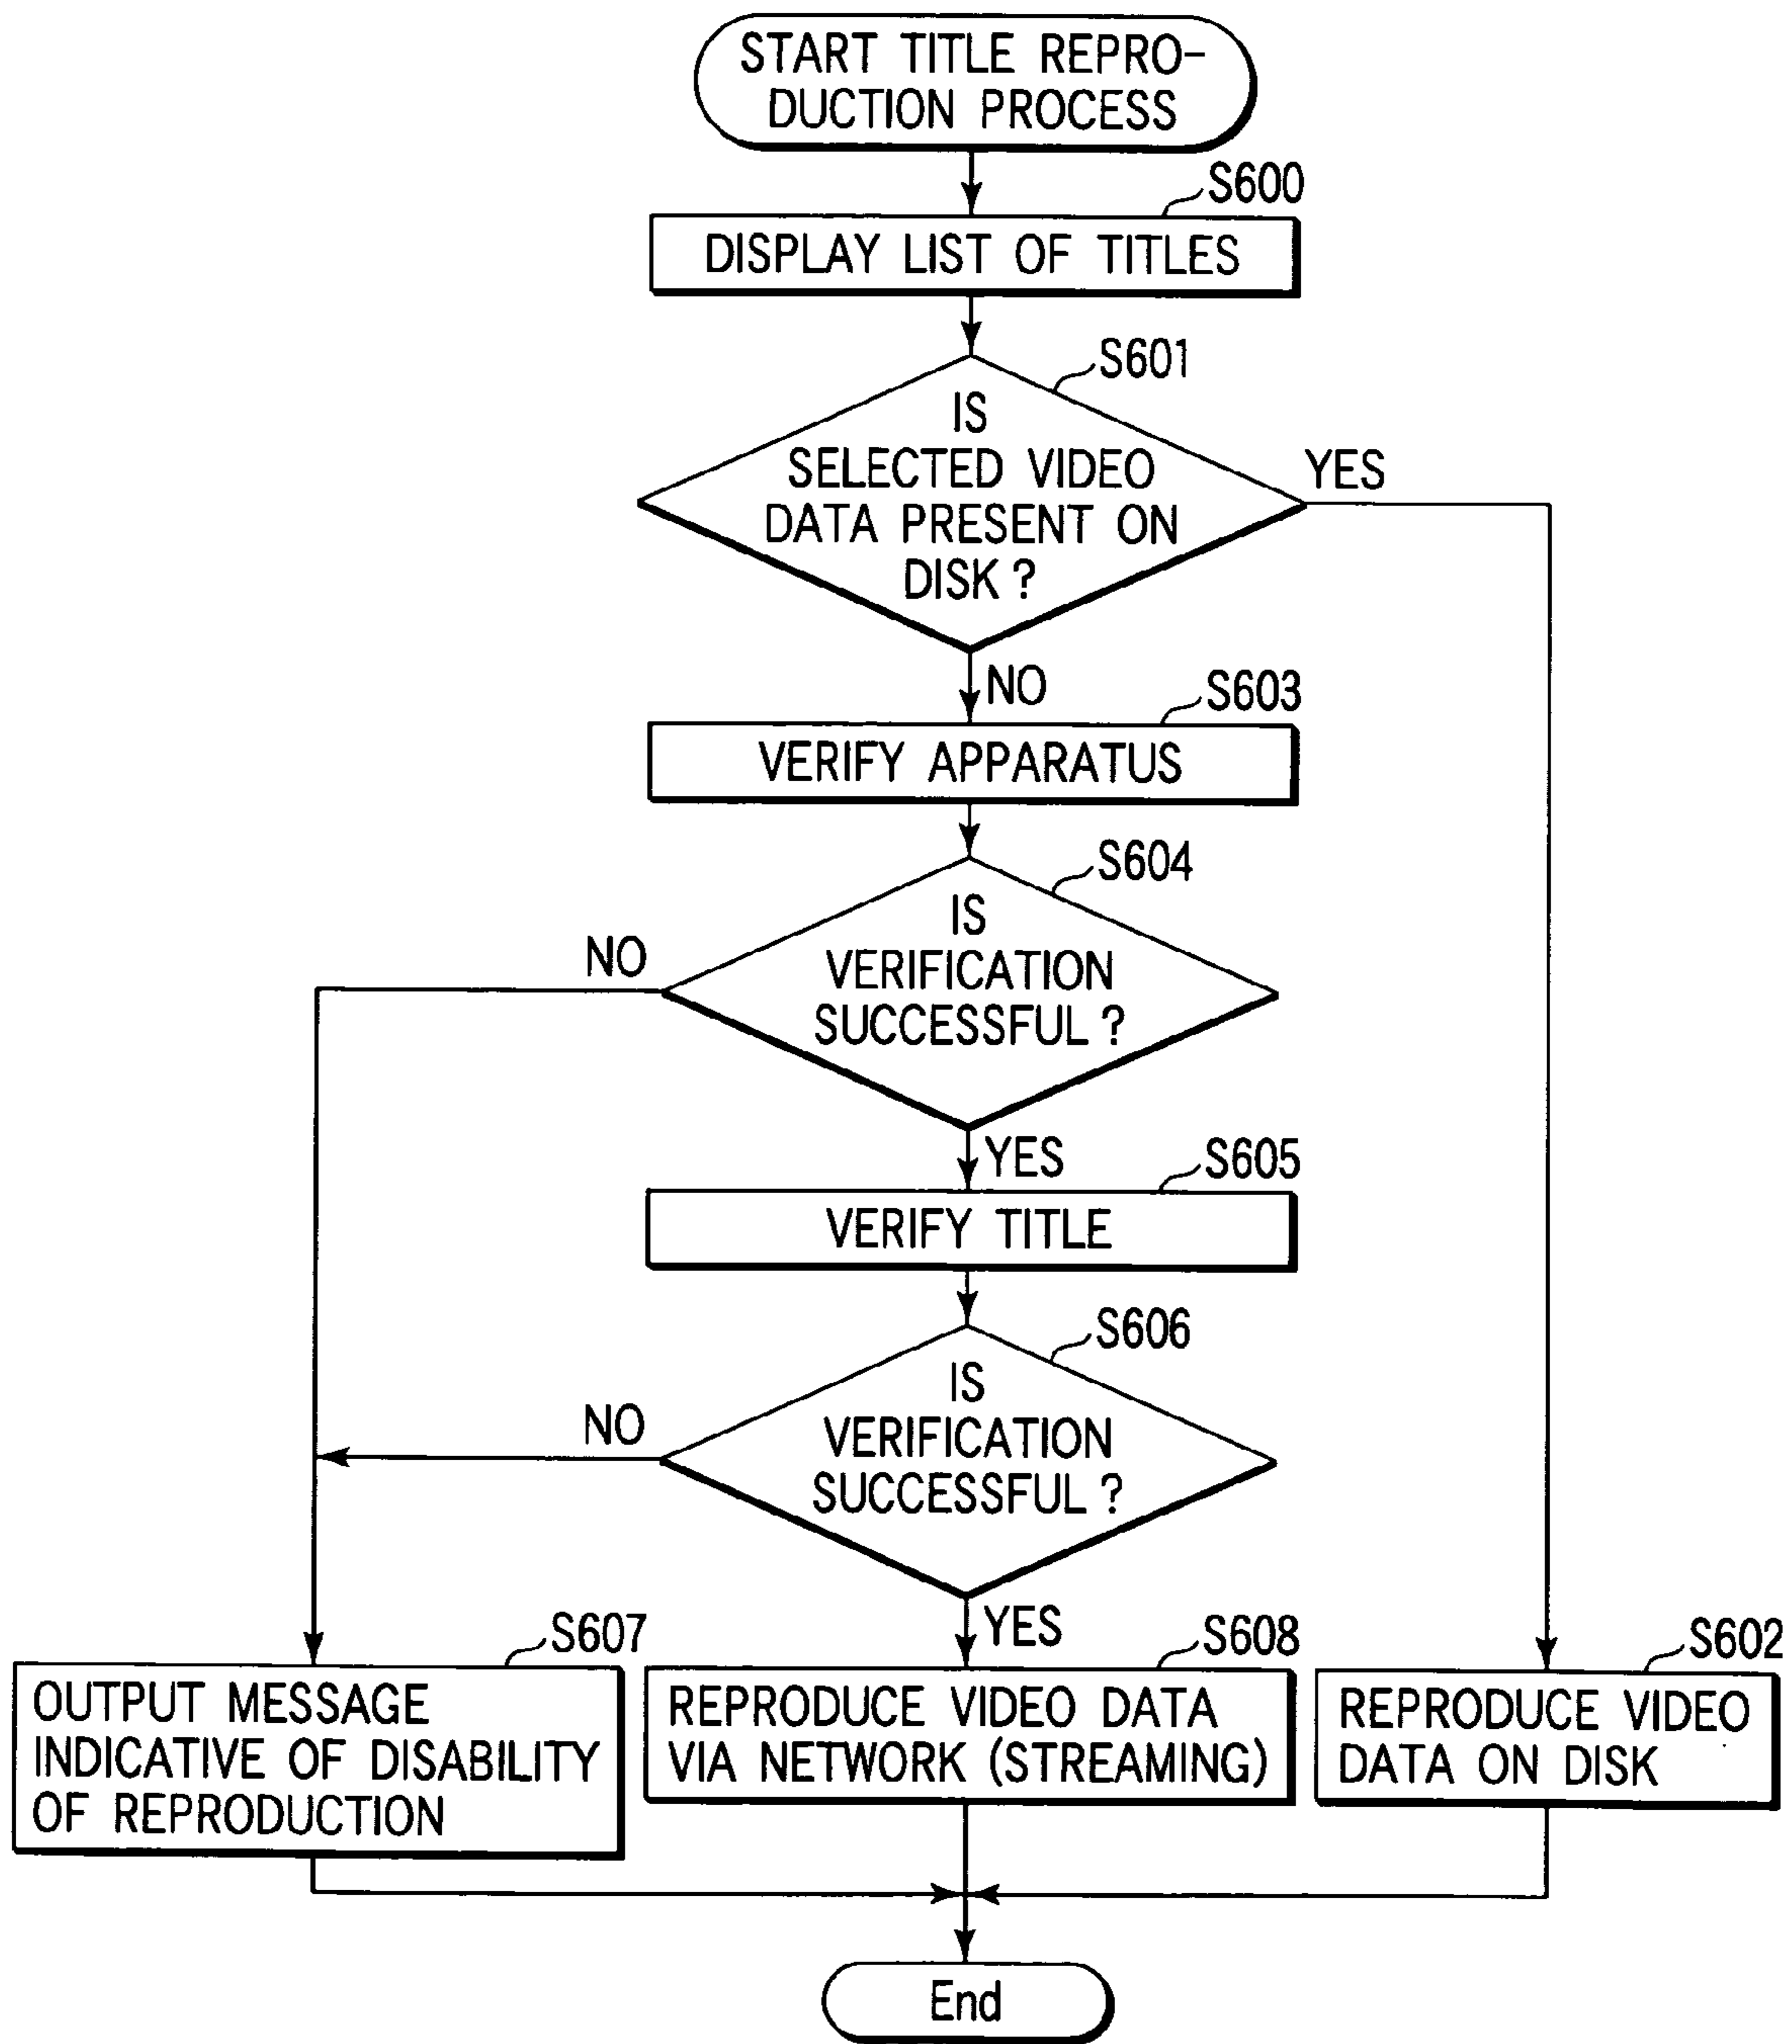 START TITLE REPRO-
DUCTION PROCESS
S600
DISPLAY LIST OF TITLES
S601
IS
SELECTED VIDEO
DATA PRESENT ON
DISK ?
YES
NO
S603
VERIFY APPARATUS
S604
IS
VERIFICATION
SUCCESSFUL ?
NO
YES
S605
VERIFY TITLE
S606
IS
VERIFICATION
SUCCESSFUL ?
NO
YES
S607
OUTPUT MESSAGE
INDICATIVE OF DISABILITY
OF REPRODUCTION
S608
REPRODUCE VIDEO DATA
VIA NETWORK (STREAMING)
S602
REPRODUCE VIDEO
DATA ON DISK
End